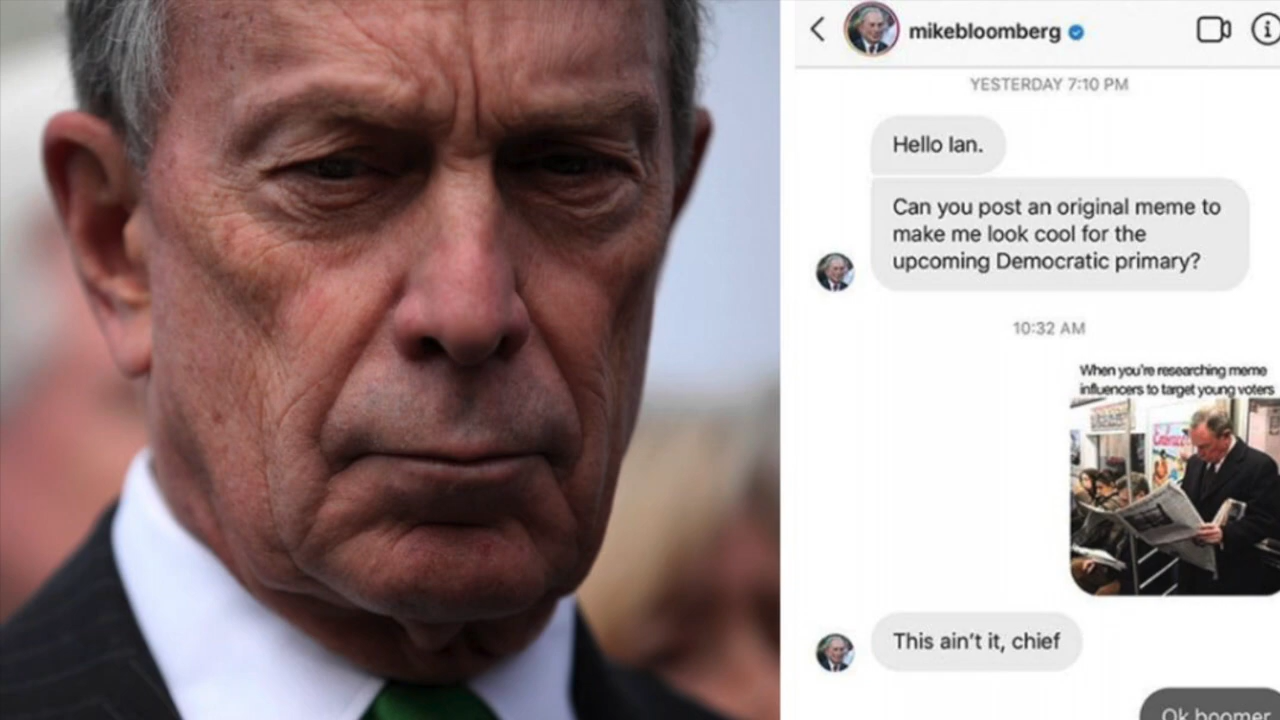 mikebloomberg
YESTERDAY 7:10 PM
Hello Ian.
Can you post an original meme to
make me look cool for the
upcoming Democratic primary?
10:32 AM
When you're researching meme
influencers to target young voters
This ain't it, chief
Ok boomer